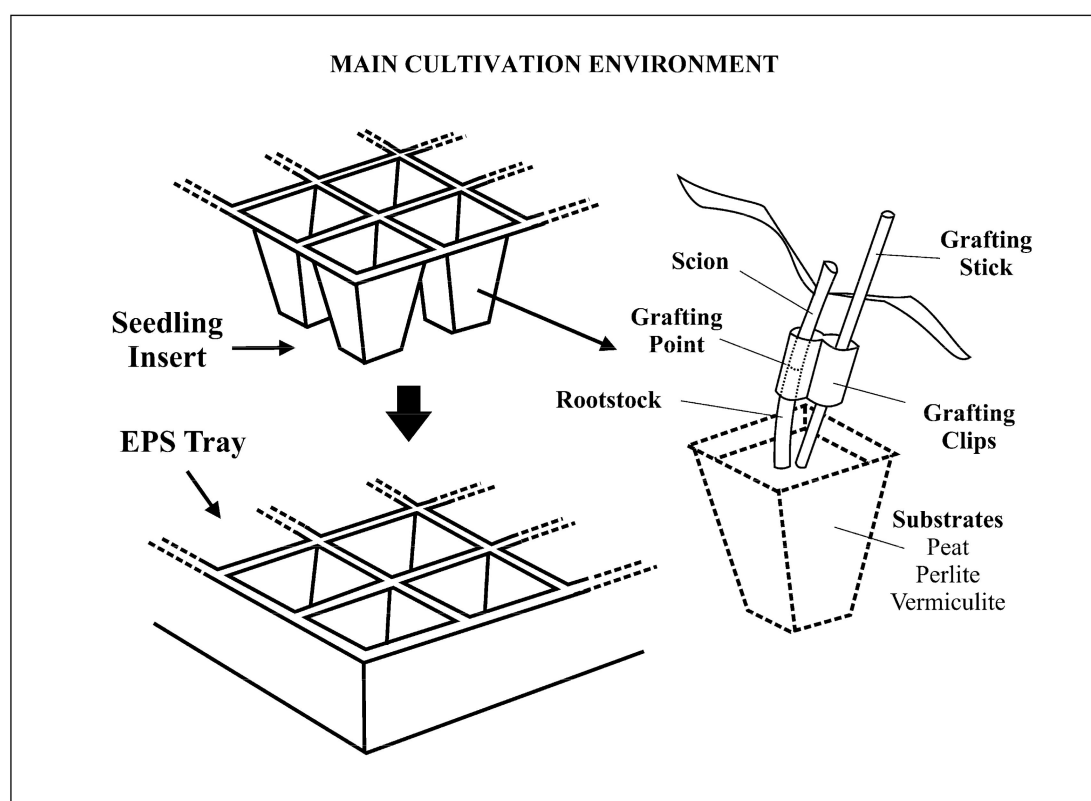 MAIN CULTIVATION ENVIRONMENT
Seedling
Insert
EPS Tray
Scion
Grafting
Stick
Grafting
Point
Rootstock
Grafting
Clips
Substrates
Peat
Perlite
Vermiculite